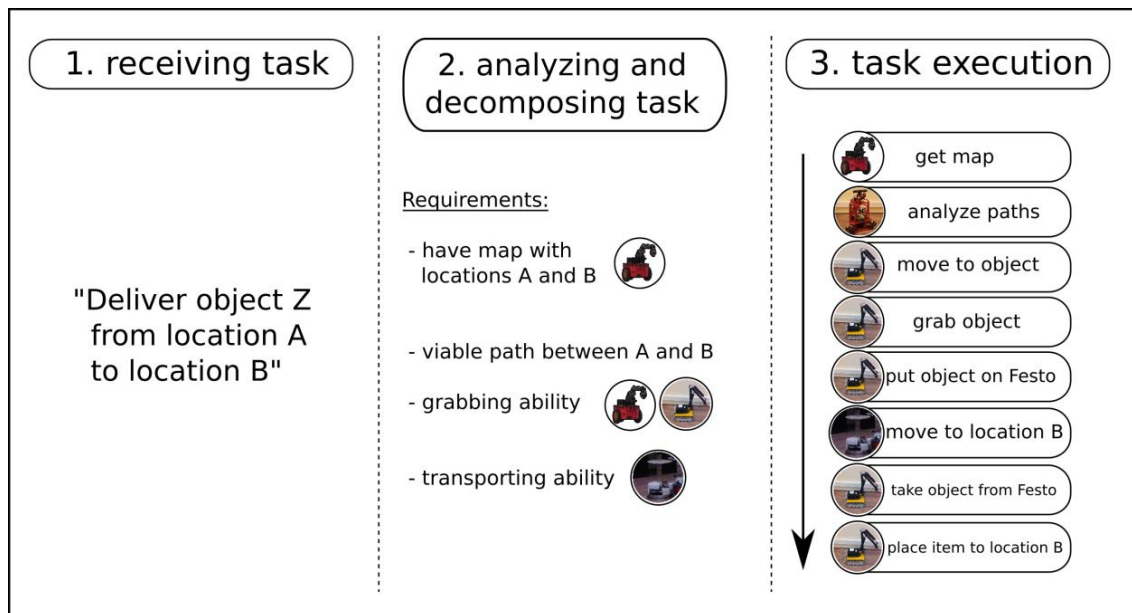 1. receiving task
"Deliver object Z
from location A
to location B"
2. analyzing and
decomposing task
Requirements:
- have map with
locations A and B
- viable path between A and B
- grabbing ability
- transporting ability
3. task execution
get map
analyze paths
move to object
grab object
put object on Festo
move to location B
take object from Festo
place item to location B